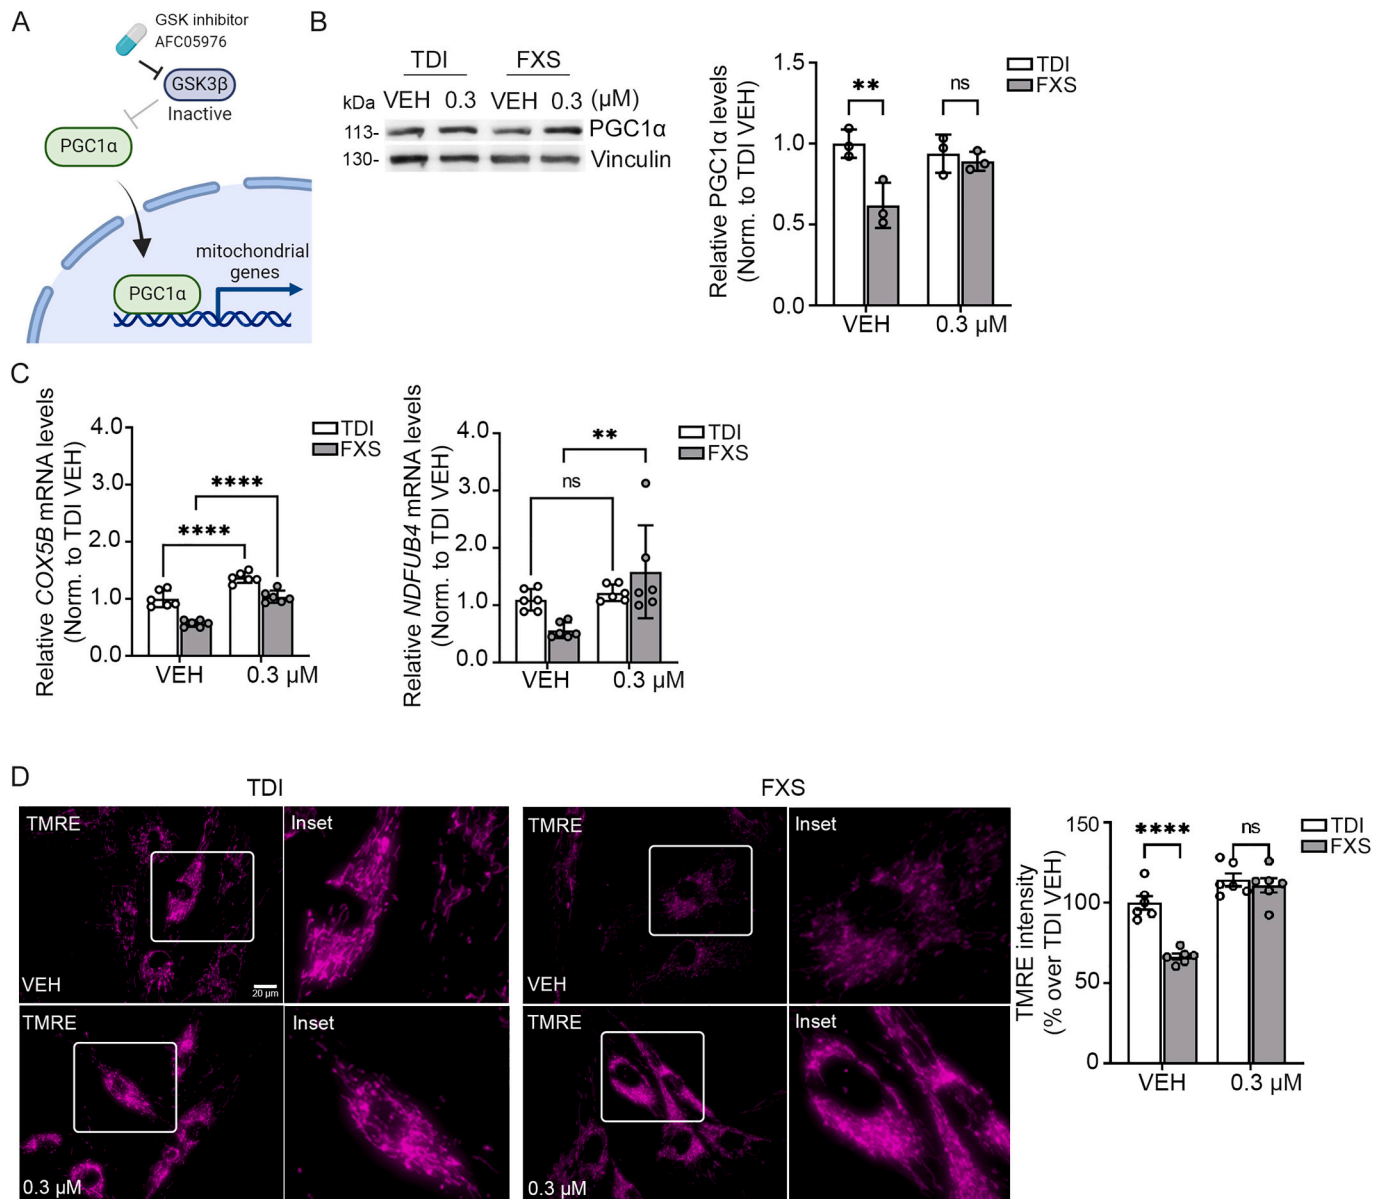 A
GSK inhibitor
AFC05976
GSK3β
Inactive
PGC1α
mitochondrial
genes
PGC1α
B
TDI FXS
kDa VEH 0.3 VEH 0.3 (µM)
113- PGC1α
130- Vinculin
Relative PGC1α levels
(Norm. to TDI VEH)
1.5
1.0
0.5
0.0
** ns
TDI
FXS
VEH 0.3 µM
C
Relative COX5B mRNA levels
(Norm. to TDI VEH)
4.0
3.0
2.0
1.0
0.0
****
****
TDI
FXS
VEH 0.3 µM
Relative NDFUB4 mRNA levels
(Norm. to TDI VEH)
4.0
3.0
2.0
1.0
0.0
**
ns
TDI
FXS
VEH 0.3 µM
D
TDI FXS
TMRE Inset TMRE Inset
VEH 20 µm VEH
TMRE Inset TMRE Inset
0.3 µM 0.3 µM
TMRE intensity
(% over TDI VEH)
150
100
50
0
**** ns
TDI
FXS
VEH 0.3 µM